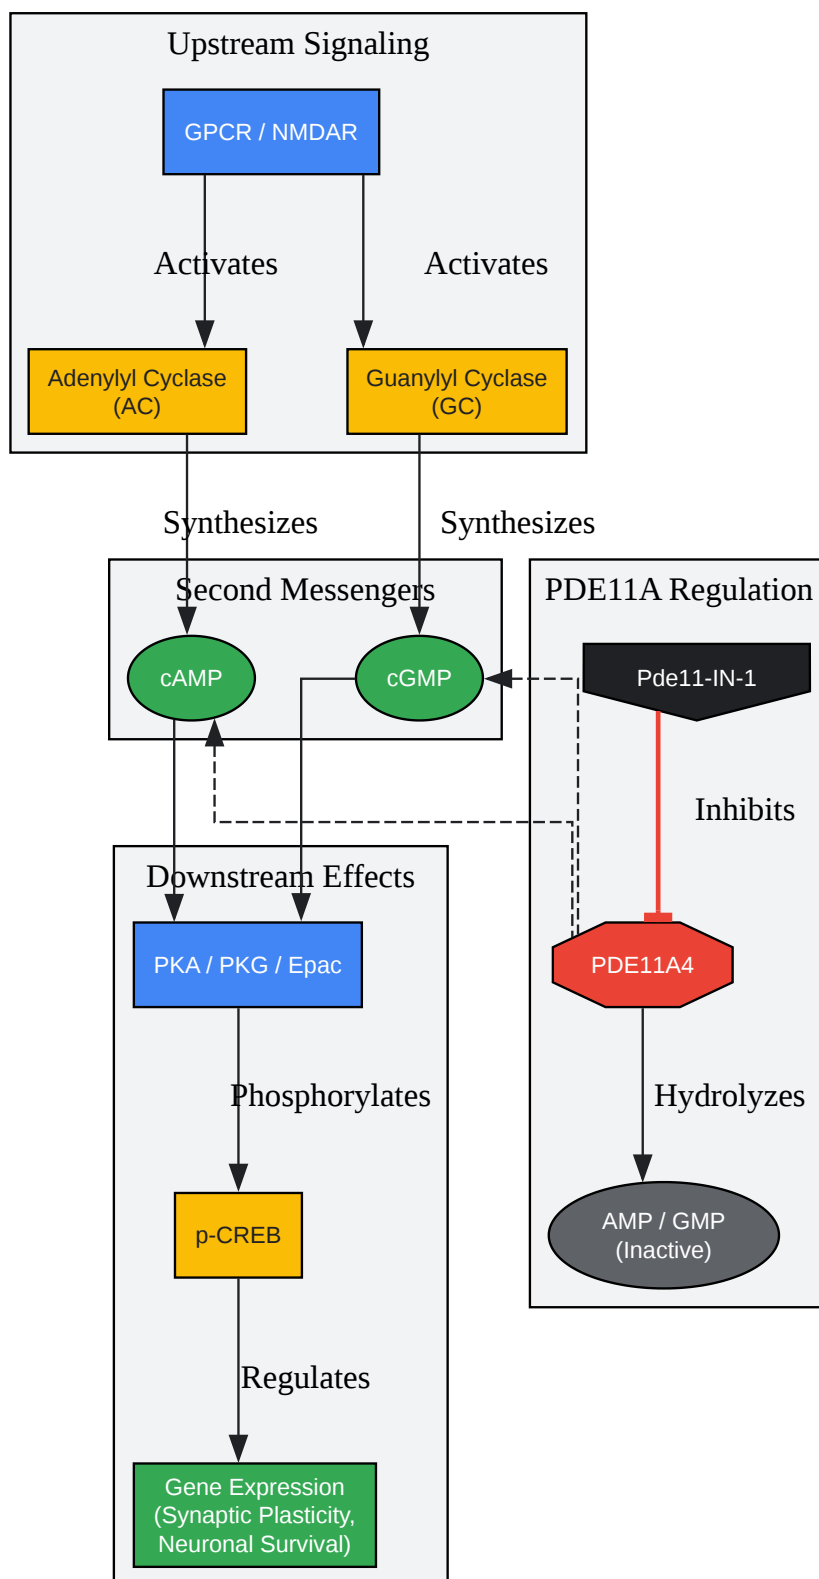 Upstream Signaling
GPCR / NMDAR
Activates
Activates
Adenylyl Cyclase
(AC)
Guanylyl Cyclase
(GC)
Synthesizes
Synthesizes
Second Messengers
PDE11A Regulation
cAMP
cGMP
Pde11-IN-1
Inhibits
Downstream Effects
PKA / PKG / Epac
PDE11A4
Phosphorylates
Hydrolyzes
p-CREB
AMP / GMP
(Inactive)
Regulates
Gene Expression
(Synaptic Plasticity,
Neuronal Survival)